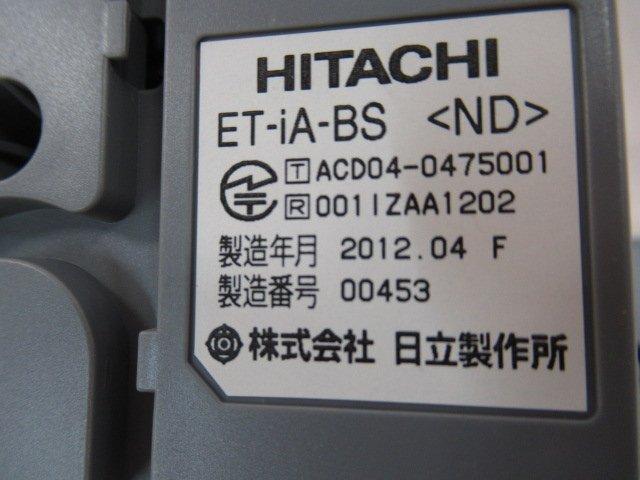 HITACHI
ET-iA-BS <ND>
T ACD04-0475001
R 001IZAA1202
製造年月 2012.04 F
製造番号 00453
株式会社 日立製作所